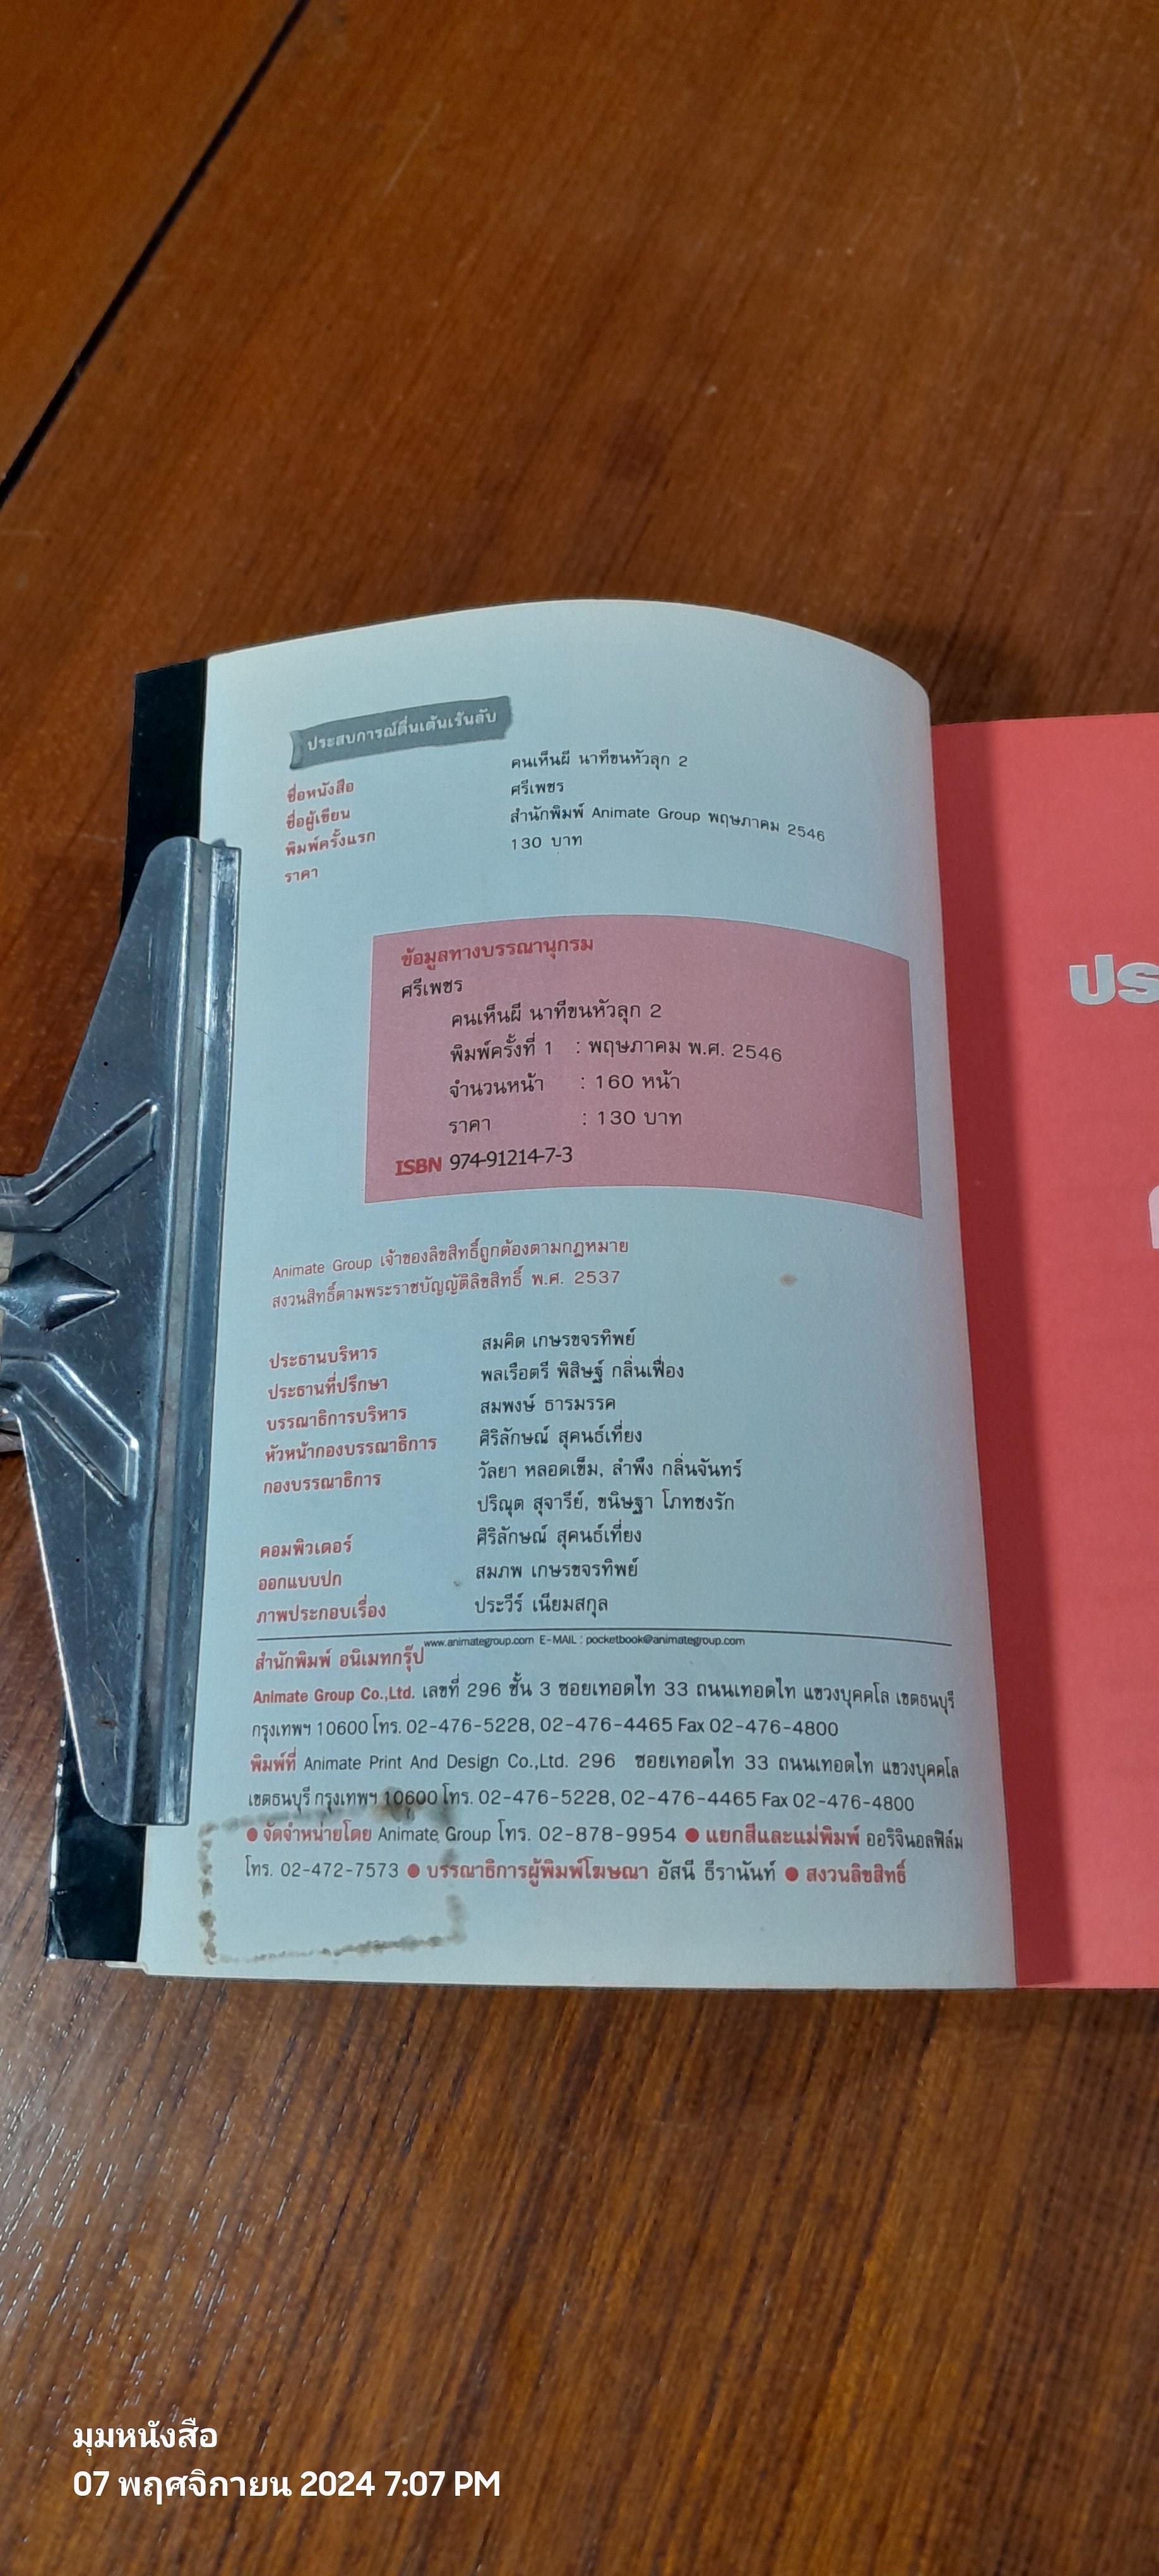 ประสบการณ์ตื่นเต้นเร้นลับ
ชื่อหนังสือ คนเห็นผี นาทีขนหัวลุก 2
ชื่อผู้เขียน ศรีเพชร
พิมพ์ครั้งแรก สำนักพิมพ์ Animate Group พฤษภาคม 2546
ราคา 130 บาท
ข้อมูลทางบรรณานุกรม
ศรีเพชร
คนเห็นผี นาทีขนหัวลุก 2
พิมพ์ครั้งที่ 1 : พฤษภาคม พ.ศ. 2546
จำนวนหน้า : 160 หน้า
ราคา : 130 บาท
ISBN 974-91214-7-3
Animate Group เจ้าของลิขสิทธิ์ถูกต้องตามกฎหมาย
สงวนสิทธิ์ตามพระราชบัญญัติลิขสิทธิ์ พ.ศ. 2537
ประธานบริหาร สมคิด เกษรขจรทิพย์
ประธานที่ปรึกษา พลเรือตรี พิสิษฐ์ กลิ่นเฟื่อง
บรรณาธิการบริหาร สมพงษ์ ธารมรรค
หัวหน้ากองบรรณาธิการ ศิริลักษณ์ สุคนธ์เที่ยง
กองบรรณาธิการ วัลยา หลอดเข็ม, ลำพึง กลิ่นจันทร์
ปริณุต สุจารีย์, ขนิษฐา โภทชงรัก
คอมพิวเตอร์ ศิริลักษณ์ สุคนธ์เที่ยง
ออกแบบปก สมภพ เกษรขจรทิพย์
ภาพประกอบเรื่อง ประวีร์ เนียมสกุล
www.animategroup.com E-MAIL : pocketbook@animategroup.com
สำนักพิมพ์ อนิเมทกรุ๊ป
Animate Group Co.,Ltd. เลขที่ 296 ชั้น 3 ซอยเทอดไท 33 ถนนเทอดไท แขวงบุคคโล เขตธนบุรี
กรุงเทพฯ 10600 โทร. 02-476-5228, 02-476-4465 Fax 02-476-4800
พิมพ์ที่ Animate Print And Design Co.,Ltd. 296 ซอยเทอดไท 33 ถนนเทอดไท แขวงบุคคโล
เขตธนบุรี กรุงเทพฯ 10600 โทร. 02-476-5228, 02-476-4465 Fax 02-476-4800
● จัดจำหน่ายโดย Animate Group โทร. 02-878-9954 ● แยกสีและแม่พิมพ์ ออริจินอลฟิล์ม
โทร. 02-472-7573 ● บรรณาธิการผู้พิมพ์โฆษณา อัสนี ธีรานันท์ ● สงวนลิขสิทธิ์
ปร
มุมหนังสือ
07 พฤศจิกายน 2024 7:07 PM